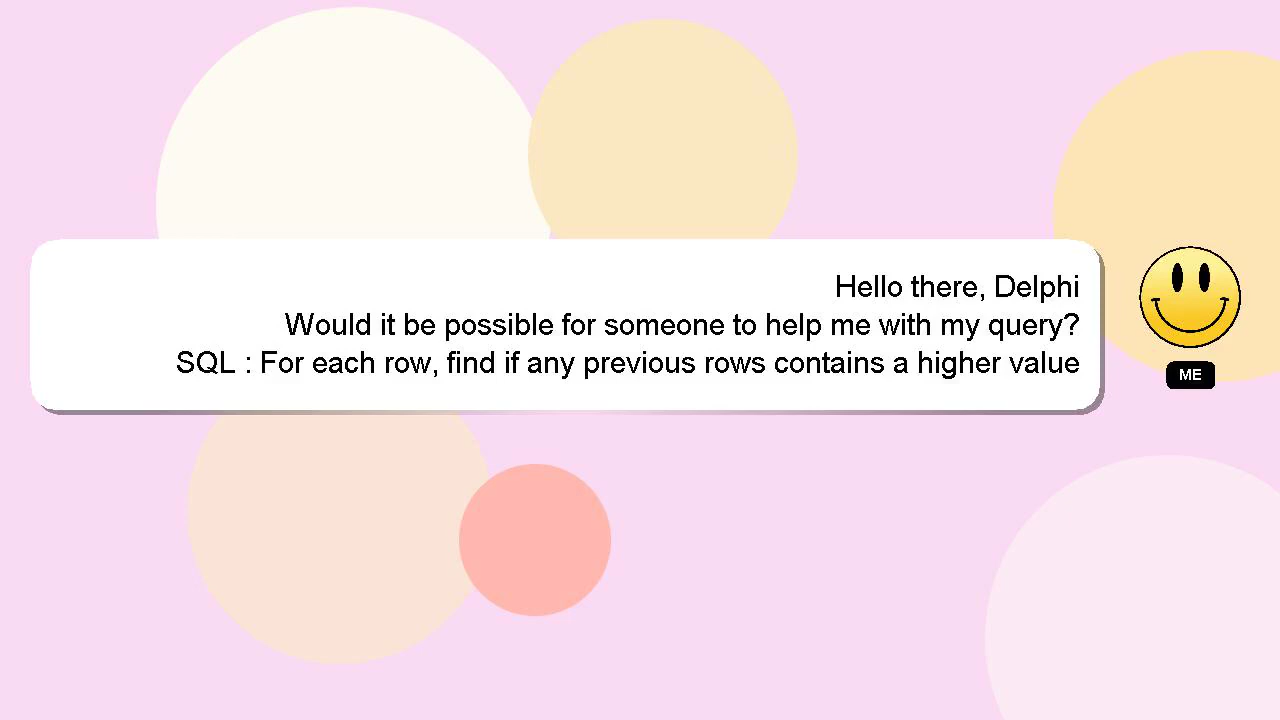 Hello there, Delphi
Would it be possible for someone to help me with my query?
SQL : For each row, find if any previous rows contains a higher value
ME